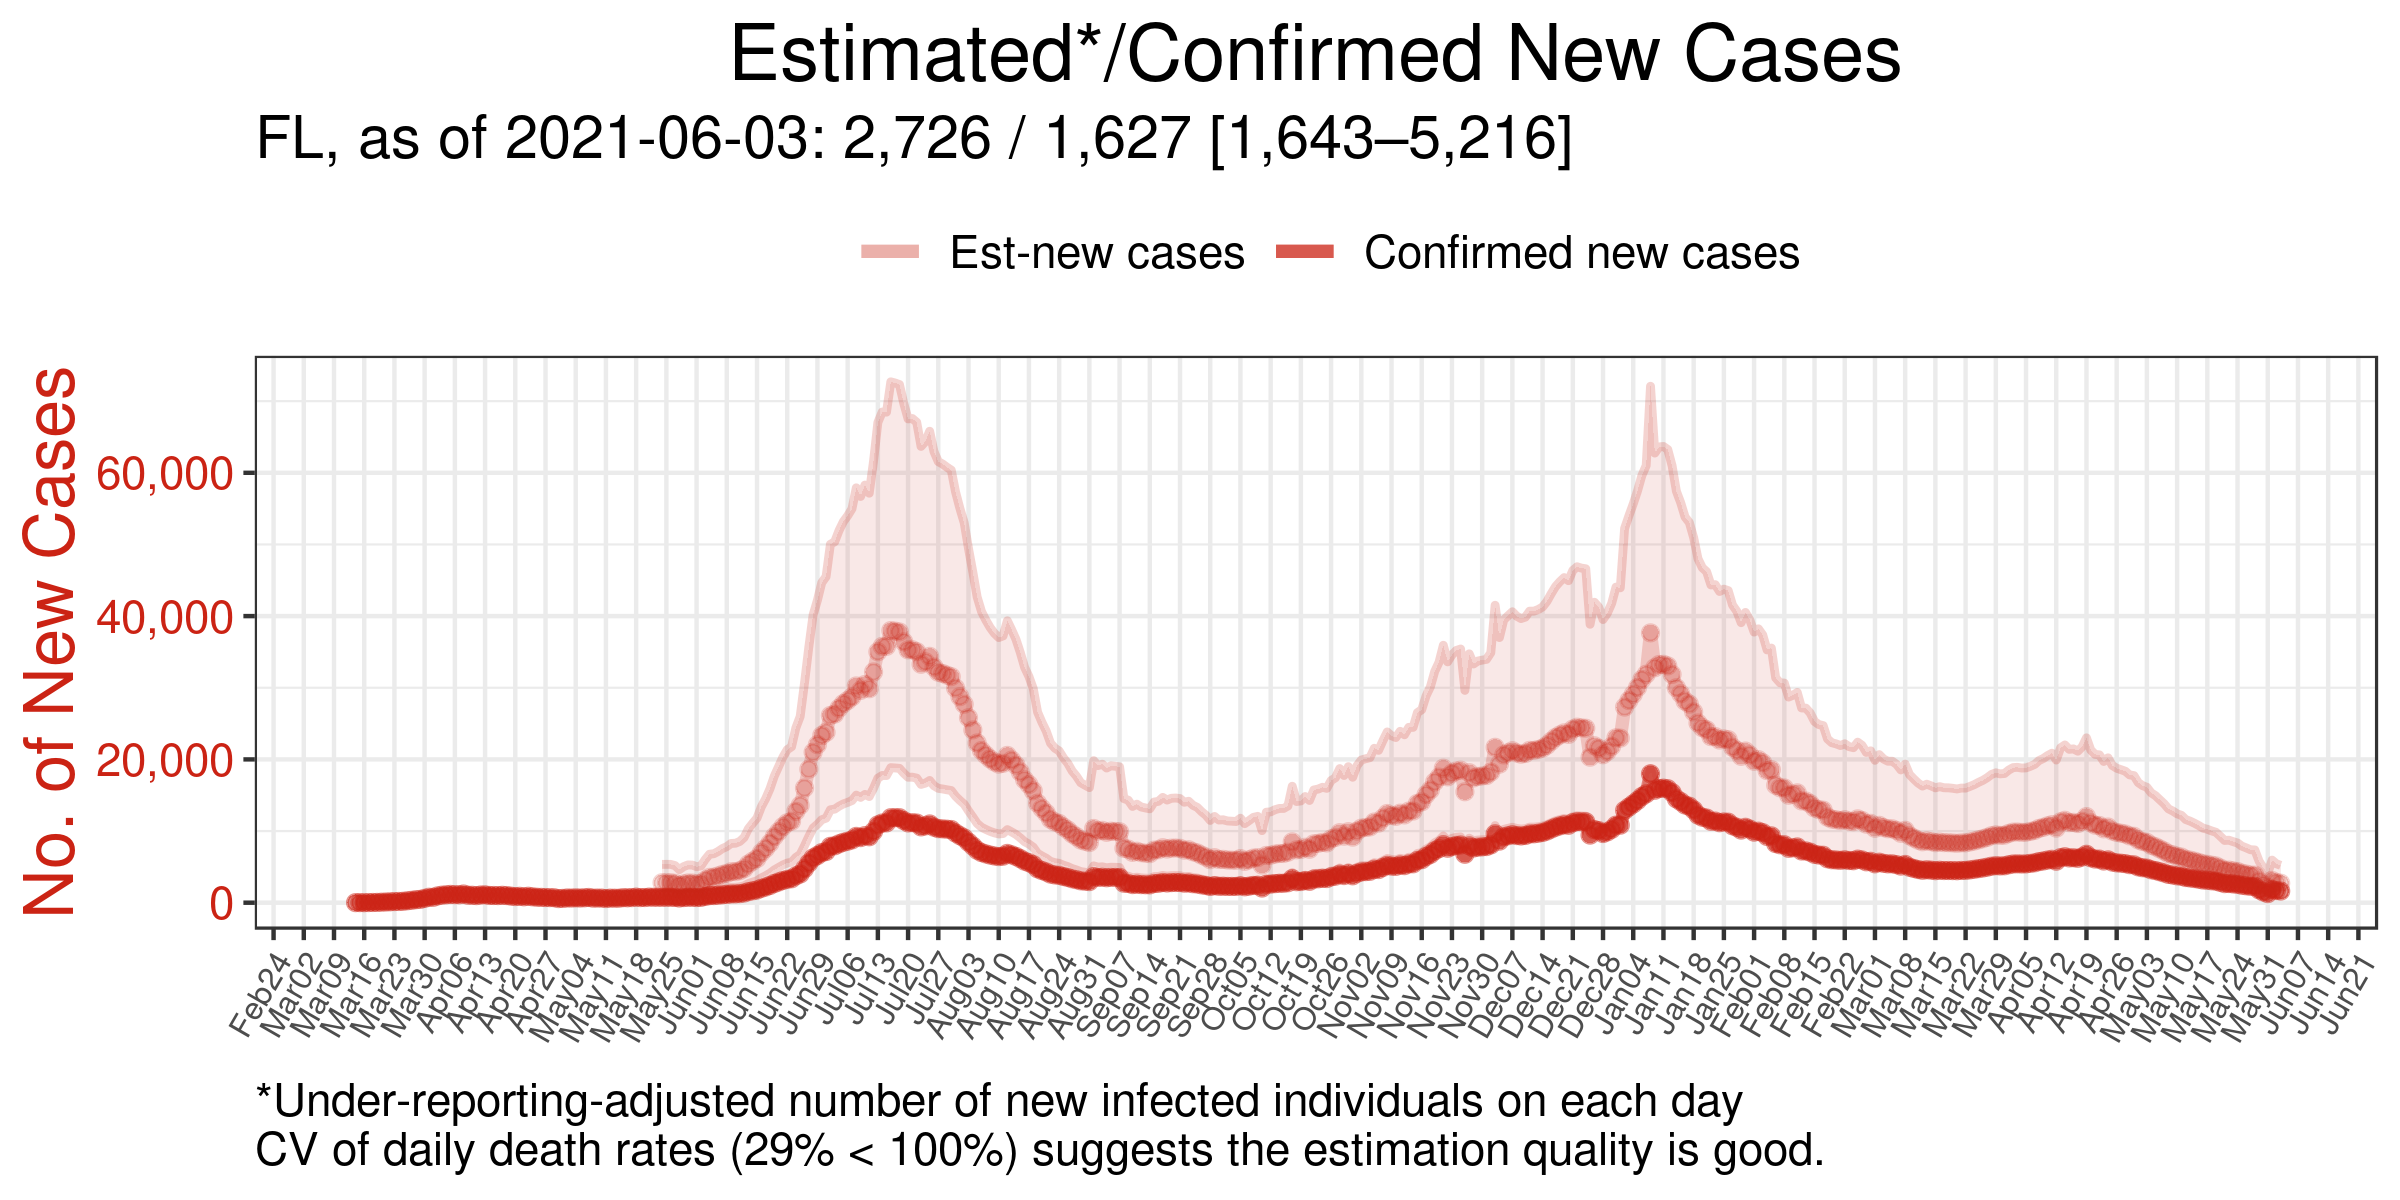 Estimated*/Confirmed New Cases
FL, as of 2021-06-03: 2,726 / 1,627 [1,643–5,216]
Est-new cases Confirmed new cases
No. of New Cases
60,000
40,000
20,000
0
Feb24 Mar02 Mar09 Mar16 Mar23 Mar30 Apr06 Apr13 Apr20 Apr27 May04 May11 May18 May25 Jun01 Jun08 Jun15 Jun22 Jun29 Jul06 Jul13 Jul20 Jul27 Aug03 Aug10 Aug17 Aug24 Aug31 Sep07 Sep14 Sep21 Sep28 Oct05 Oct12 Oct19 Oct26 Nov02 Nov09 Nov16 Nov23 Nov30 Dec07 Dec14 Dec21 Dec28 Jan04 Jan11 Jan18 Jan25 Feb01 Feb08 Feb15 Feb22 Mar01 Mar08 Mar15 Mar22 Mar29 Apr05 Apr12 Apr19 Apr26 May03 May10 May17 May24 May31 Jun07 Jun14 Jun21
*Under-reporting-adjusted number of new infected individuals on each day
CV of daily death rates (29% < 100%) suggests the estimation quality is good.